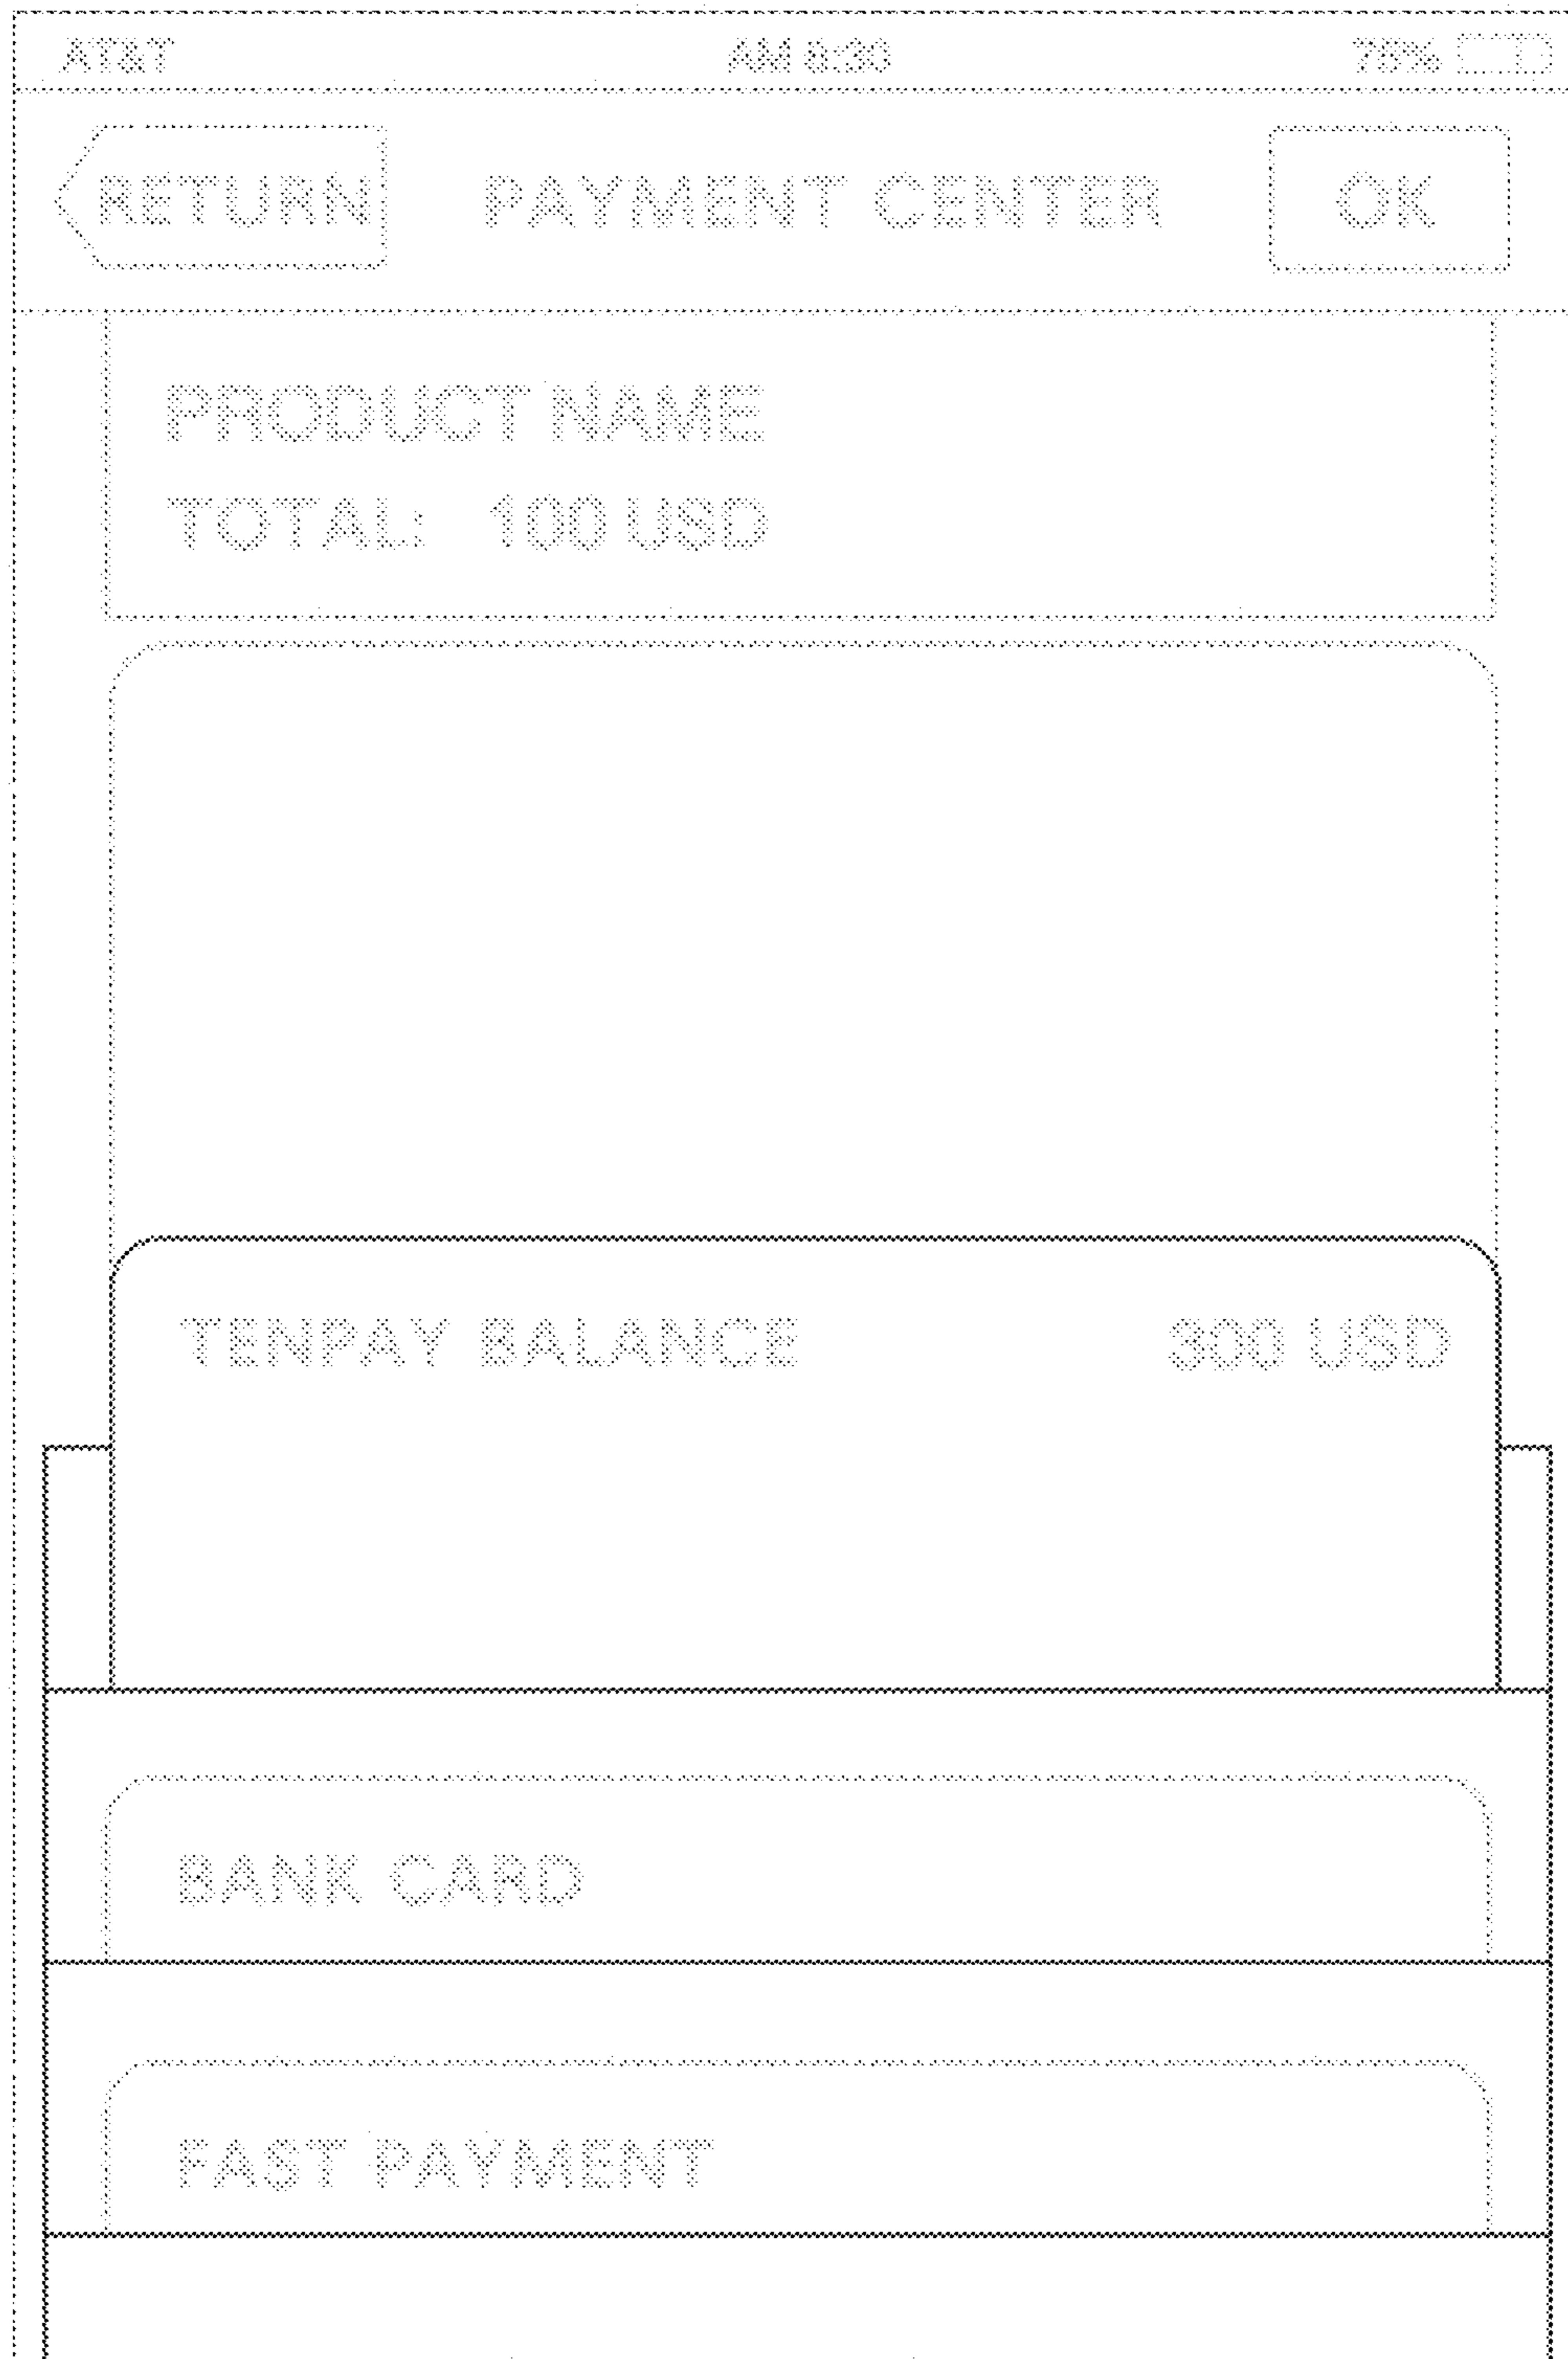 AT&T AM 8:30 75%
RETURN PAYMENT CENTER OK
PRODUCT NAME
TOTAL: 100 USD
TENPAY BALANCE 300 USD
BANK CARD
FAST PAYMENT